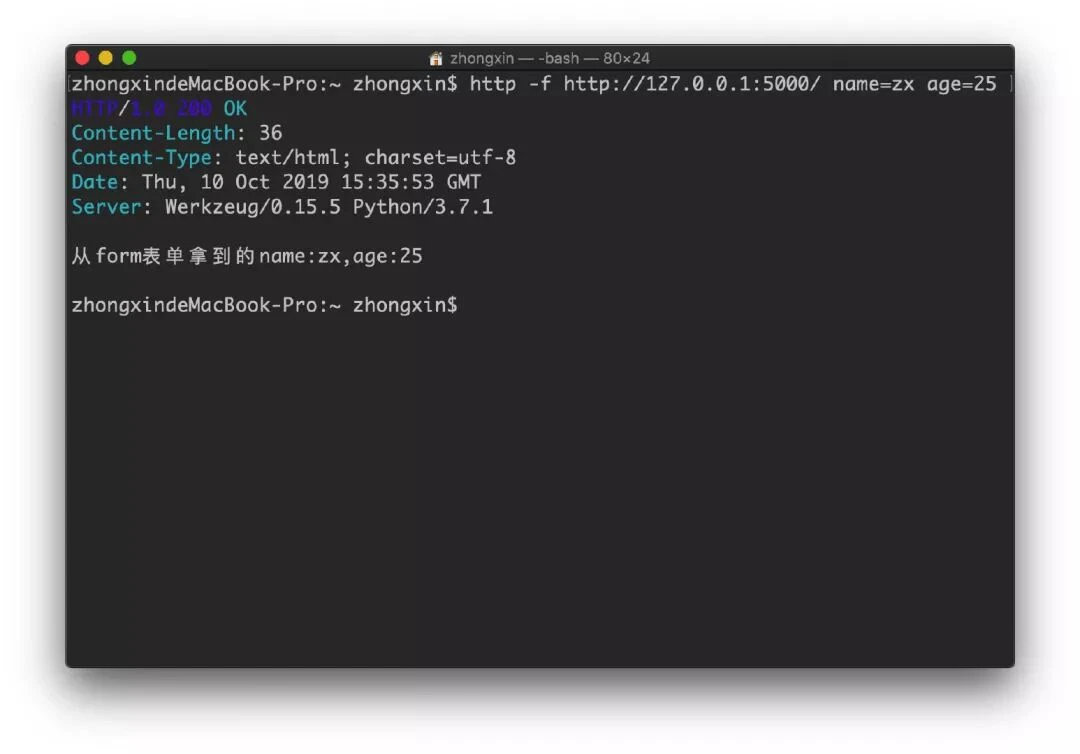 zhongxin — -bash — 80×24
zhongxindeMacBook-Pro:~ zhongxin$ http -f http://127.0.0.1:5000/ name=zx age=25
HTTP/1.0 200 OK
Content-Length: 36
Content-Type: text/html; charset=utf-8
Date: Thu, 10 Oct 2019 15:35:53 GMT
Server: Werkzeug/0.15.5 Python/3.7.1
从form表单拿到的name:zx,age:25
zhongxindeMacBook-Pro:~ zhongxin$